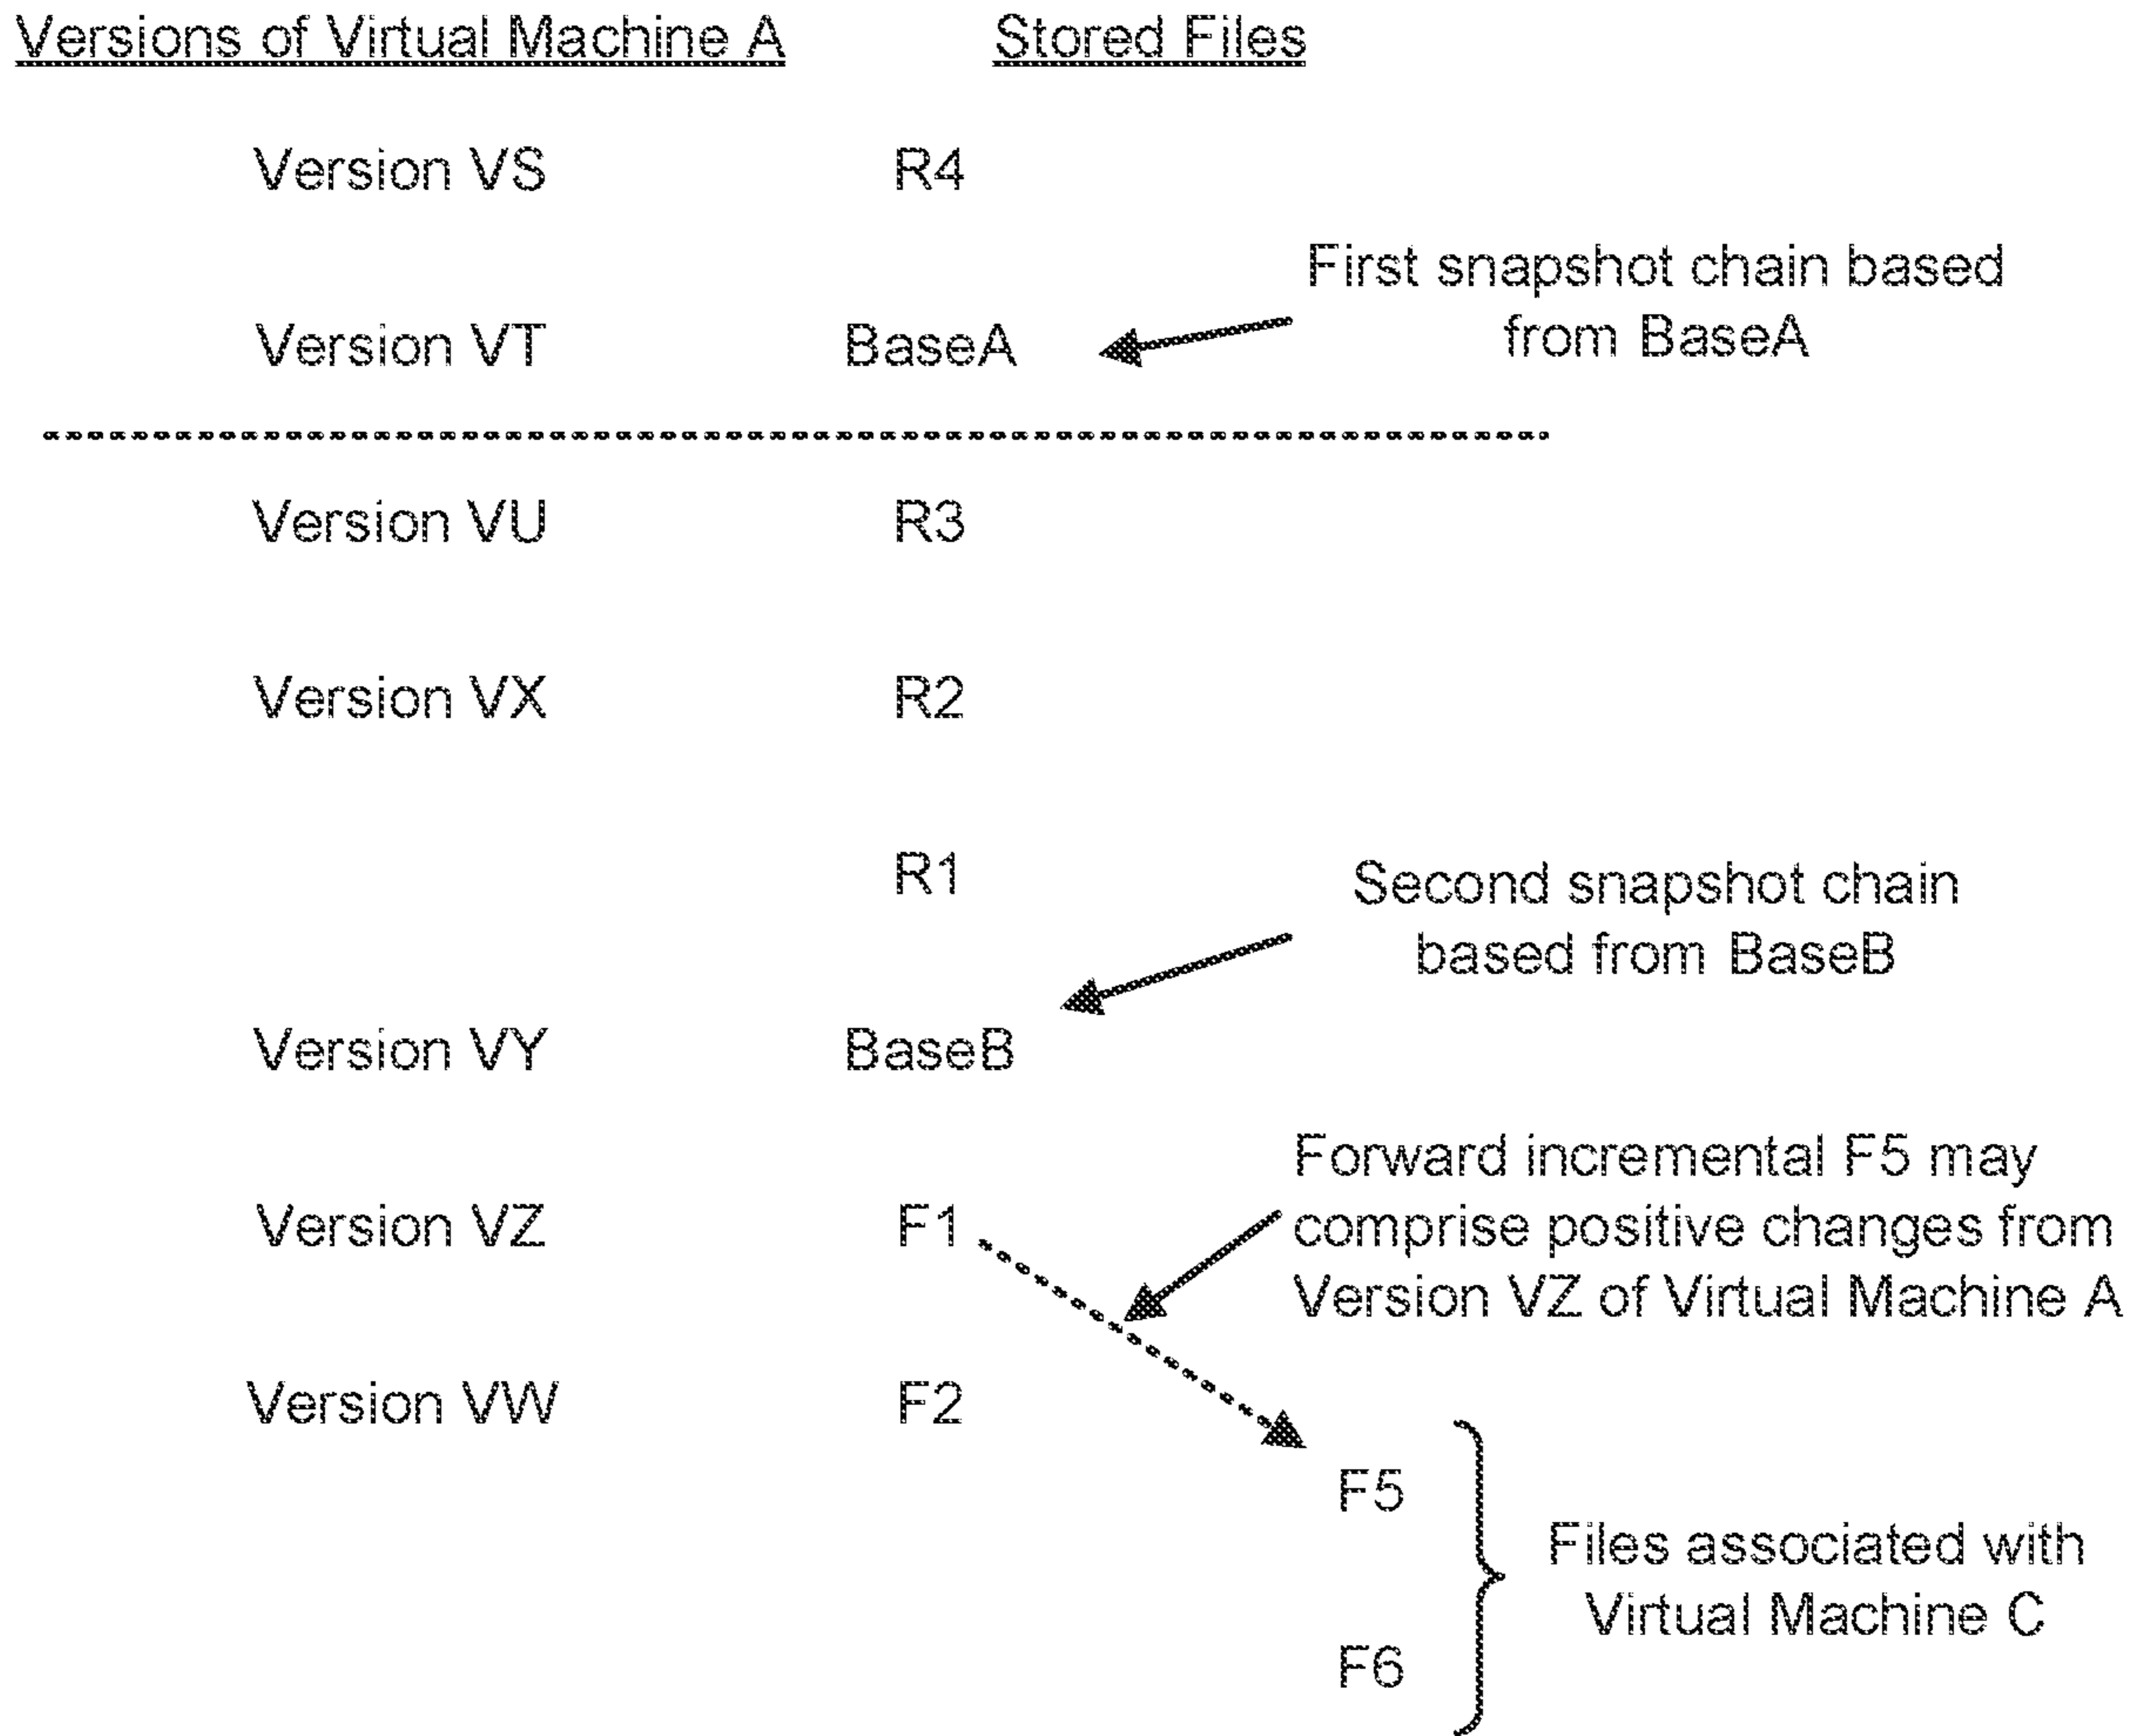 Versions of Virtual Machine A Stored Files
Version VS R4
First snapshot chain based
from BaseA
Version VT BaseA
Version VU R3
Version VX R2
R1
Second snapshot chain
based from BaseB
Version VY BaseB
Forward incremental F5 may
comprise positive changes from
Version VZ of Virtual Machine A
Version VZ F1
Version VW F2
F5
F6
Files associated with
Virtual Machine C